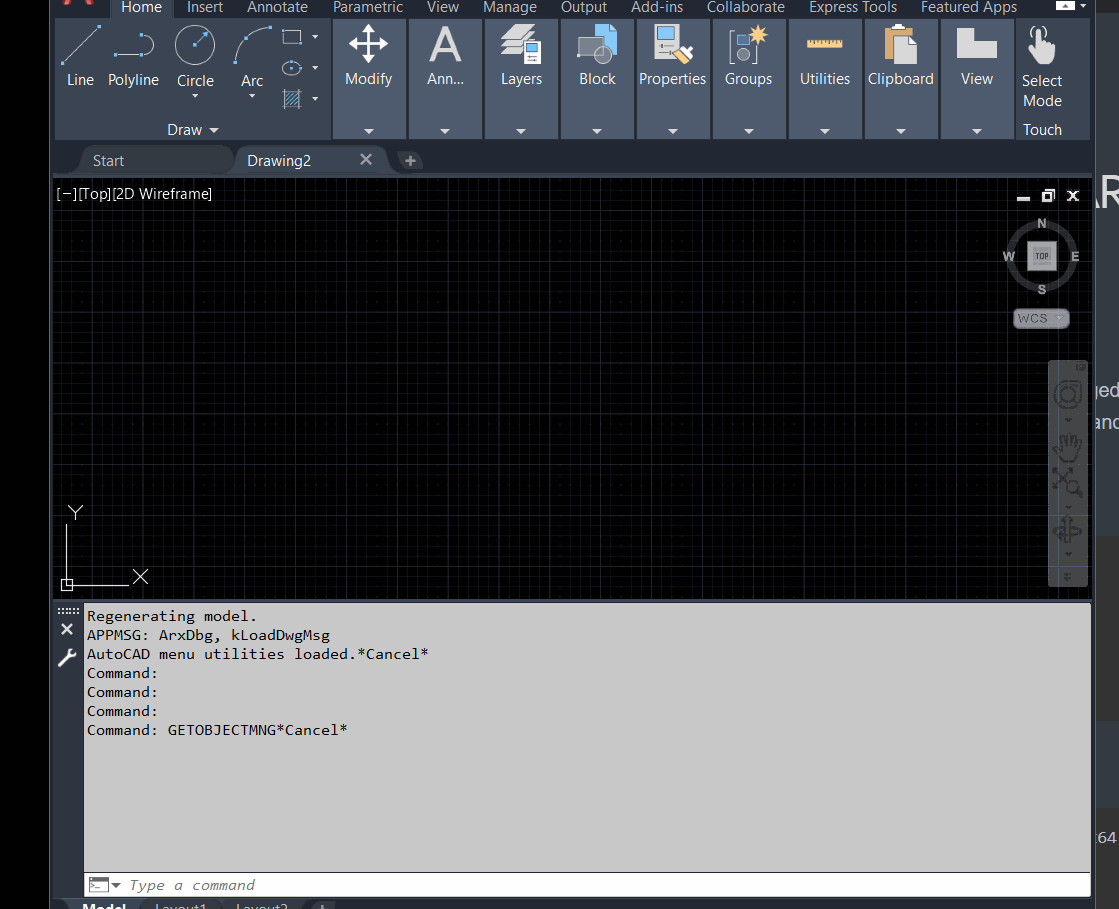 Home Insert Annotate Parametric View Manage Output Add-ins Collaborate Express Tools Featured Apps
Line Polyline Circle Arc Modify Ann... Layers Block Properties Groups Utilities Clipboard View Select Mode
Draw Touch
Start Drawing2
[−][Top][2D Wireframe]
N
W TOP E
S
WCS
Y
X
Regenerating model.
APPMSG: ArxDbg, kLoadDwgMsg
AutoCAD menu utilities loaded.*Cancel*
Command:
Command:
Command:
Command: GETOBJECTMNG*Cancel*
Type a command
Model Layout1 Layout2